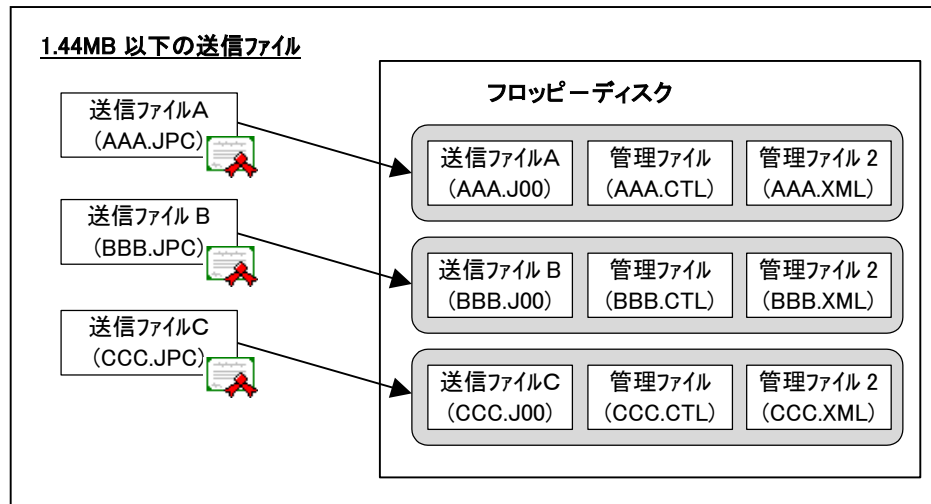 1.44MB 以下の送信ファイル
送信ファイルA
(AAA.JPC)
送信ファイル B
(BBB.JPC)
送信ファイルC
(CCC.JPC)
フロッピーディスク
送信ファイルA
(AAA.J00)
管理ファイル
(AAA.CTL)
管理ファイル 2
(AAA.XML)
送信ファイル B
(BBB.J00)
管理ファイル
(BBB.CTL)
管理ファイル 2
(BBB.XML)
送信ファイルC
(CCC.J00)
管理ファイル
(CCC.CTL)
管理ファイル 2
(CCC.XML)